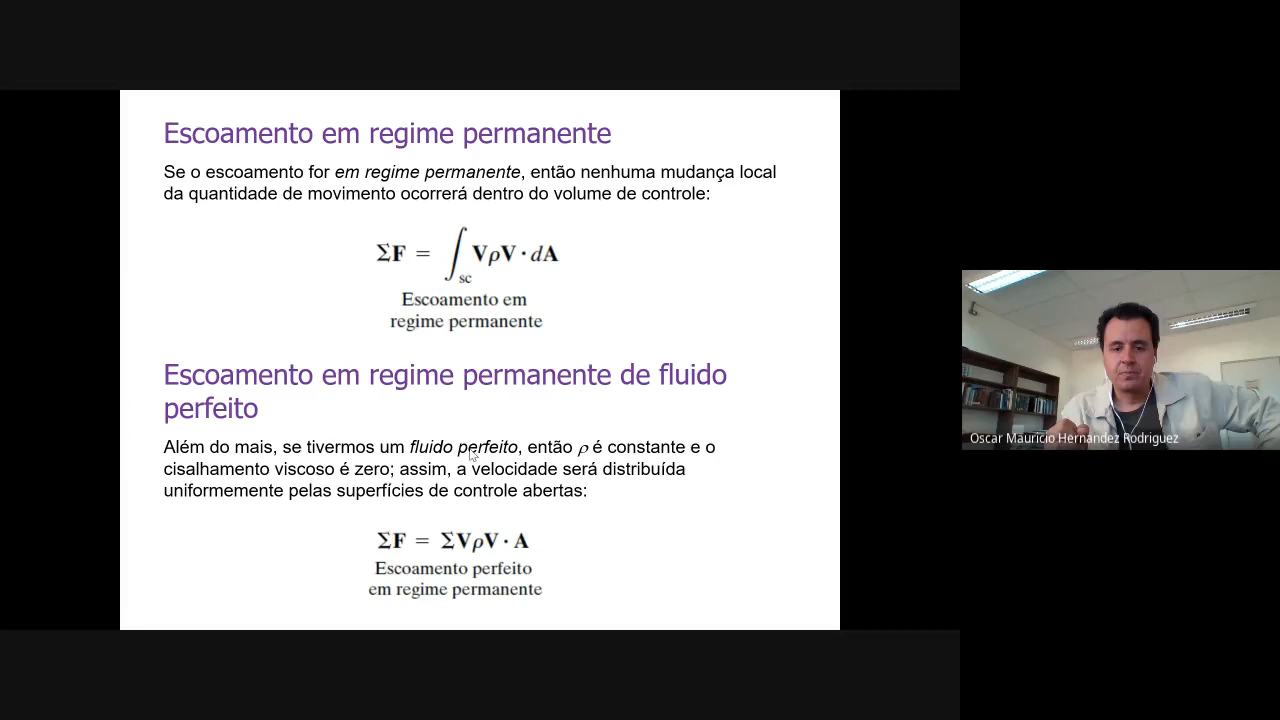 Escoamento em regime permanente
Se o escoamento for em regime permanente, então nenhuma mudança local
da quantidade de movimento ocorrerá dentro do volume de controle:
ΣF = ∫sc VρV · dA
Escoamento em
regime permanente
Escoamento em regime permanente de fluido
perfeito
Além do mais, se tivermos um fluido perfeito, então ρ é constante e o
cisalhamento viscoso é zero; assim, a velocidade será distribuída
uniformemente pelas superfícies de controle abertas:
ΣF = ΣVρV · A
Escoamento perfeito
em regime permanente
Oscar Mauricio Hernandez Rodriguez